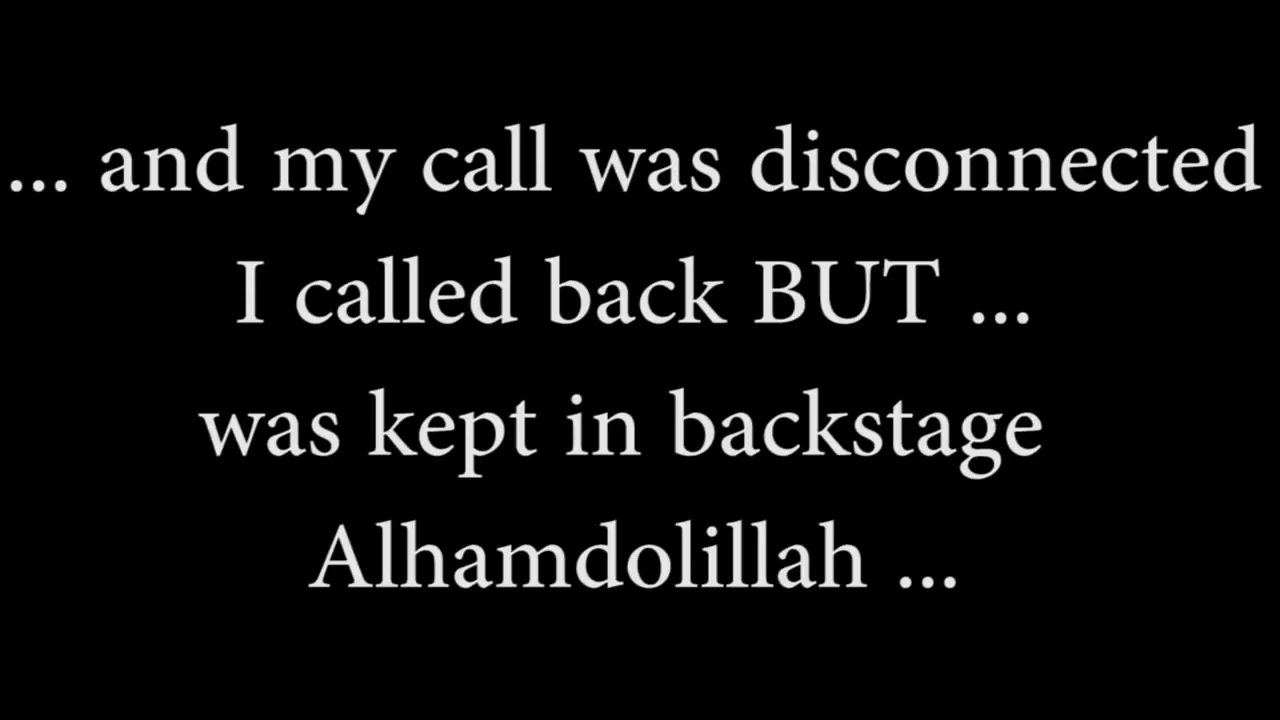 ... and my call was disconnected
I called back BUT ...
was kept in backstage
Alhamdolillah ...